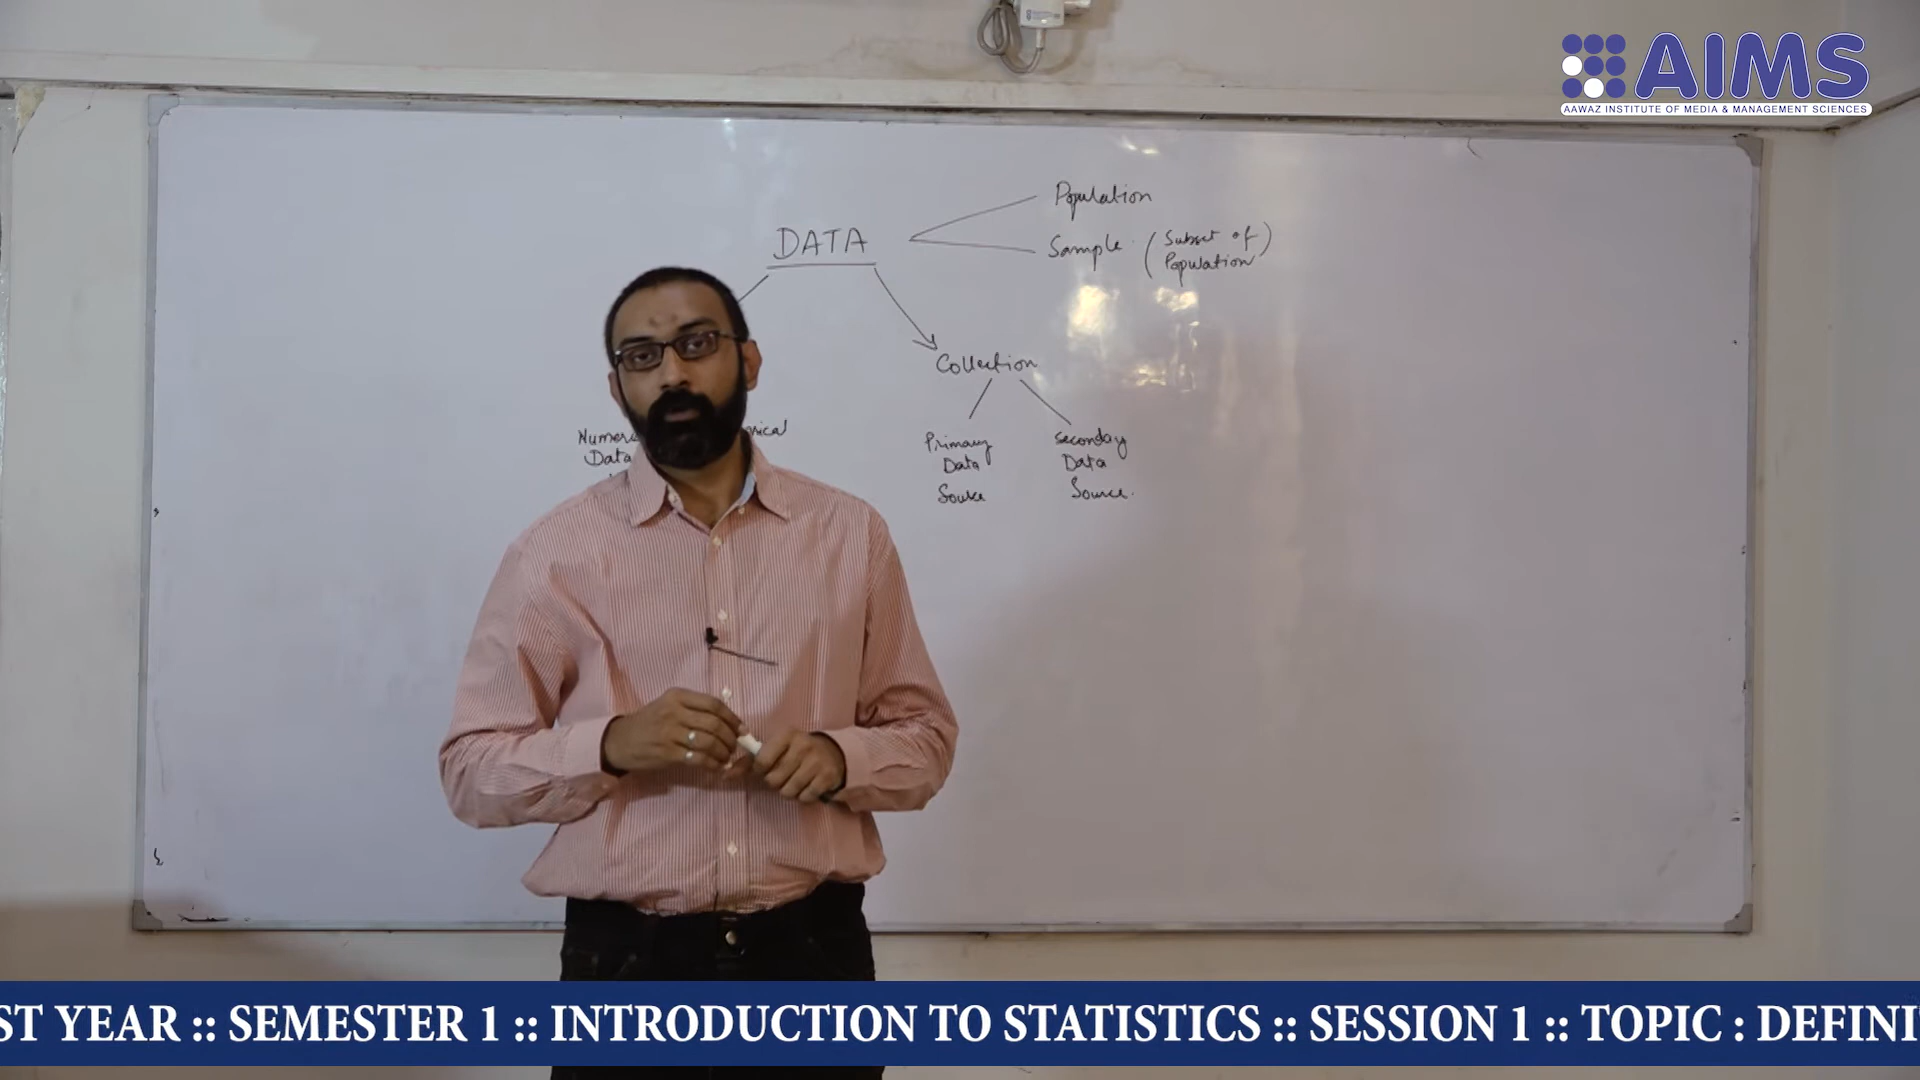 AIMS
AAWAZ INSTITUTE OF MEDIA & MANAGEMENT SCIENCES
Population
DATA
Sample (Subset of
Population)
Collection
Data
Primary
Data
Source
Seconday
Data
Source.
ST YEAR :: SEMESTER 1 :: INTRODUCTION TO STATISTICS :: SESSION 1 :: TOPIC : DEFINI